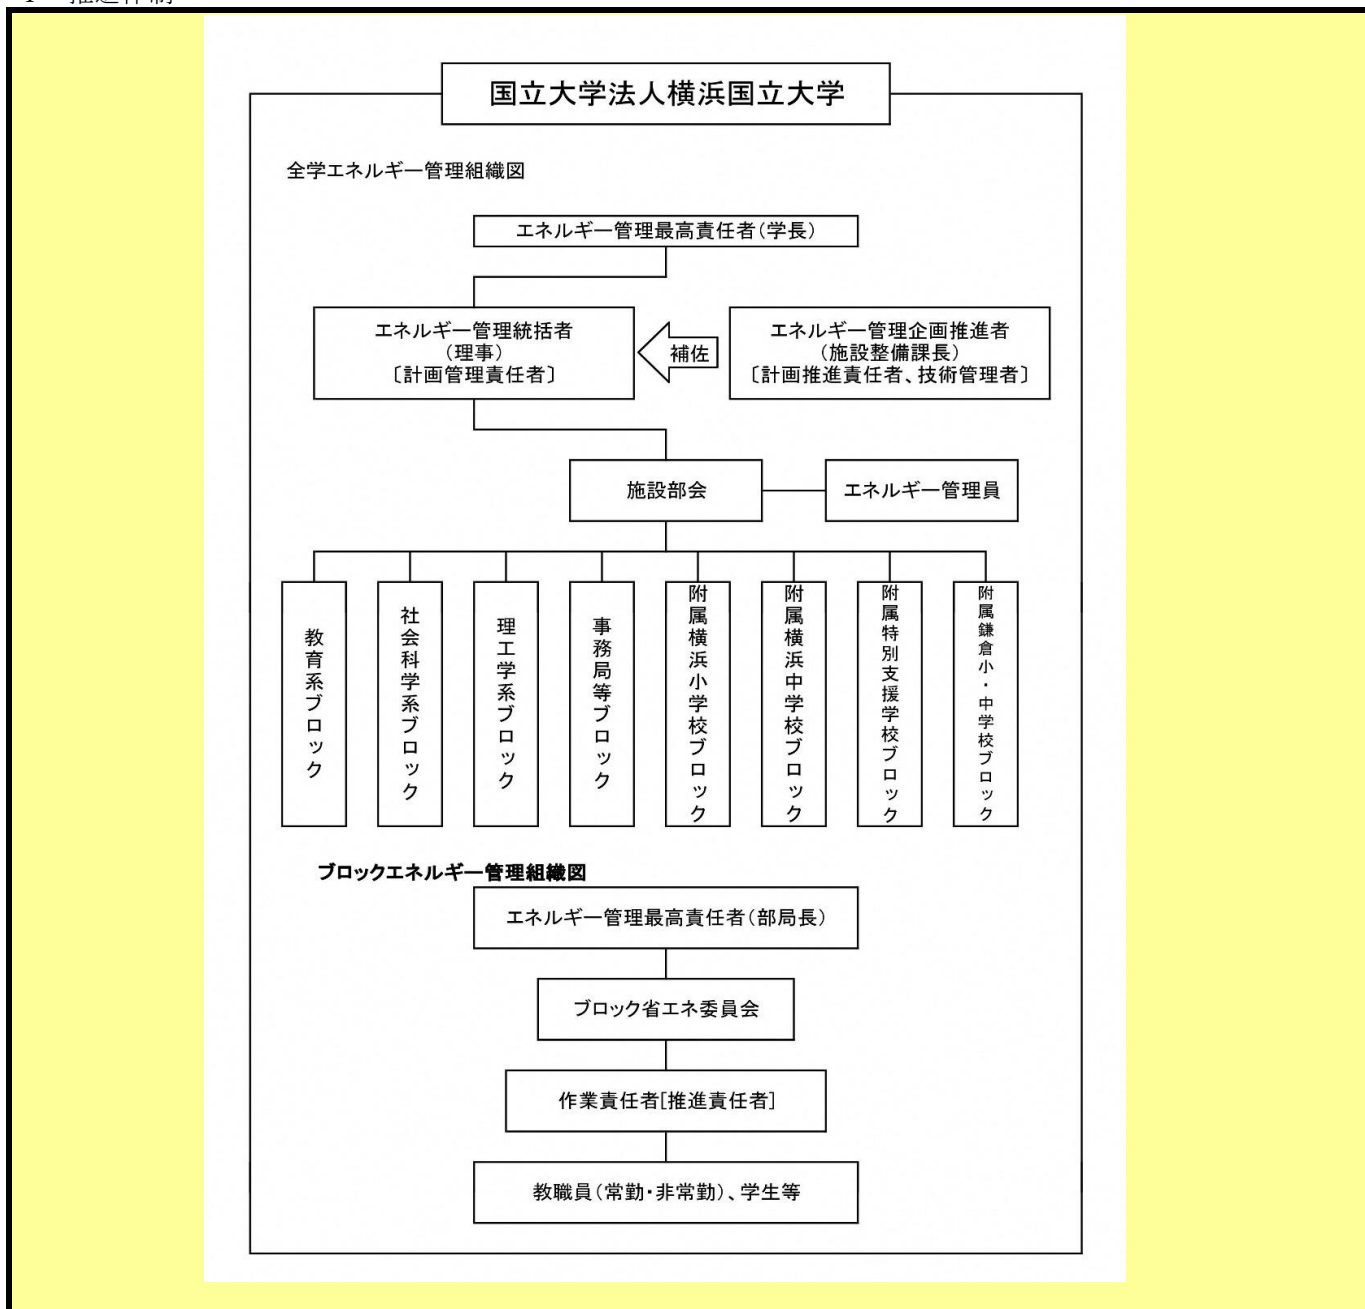 国立大学法人横浜国立大学
全学エネルギー管理組織図
エネルギー管理最高責任者(学長)
エネルギー管理統括者
(理事)
〔計画管理責任者〕
補佐
エネルギー管理企画推進者
(施設整備課長)
〔計画推進責任者、技術管理者〕
施設部会
エネルギー管理員
教育系ブロック
社会科学系ブロック
理工学系ブロック
事務局等ブロック
附属横浜小学校ブロック
附属横浜中学校ブロック
附属特別支援学校ブロック
附属鎌倉小・中学校ブロック
ブロックエネルギー管理組織図
エネルギー管理最高責任者(部局長)
ブロック省エネ委員会
作業責任者[推進責任者]
教職員(常勤・非常勤)、学生等